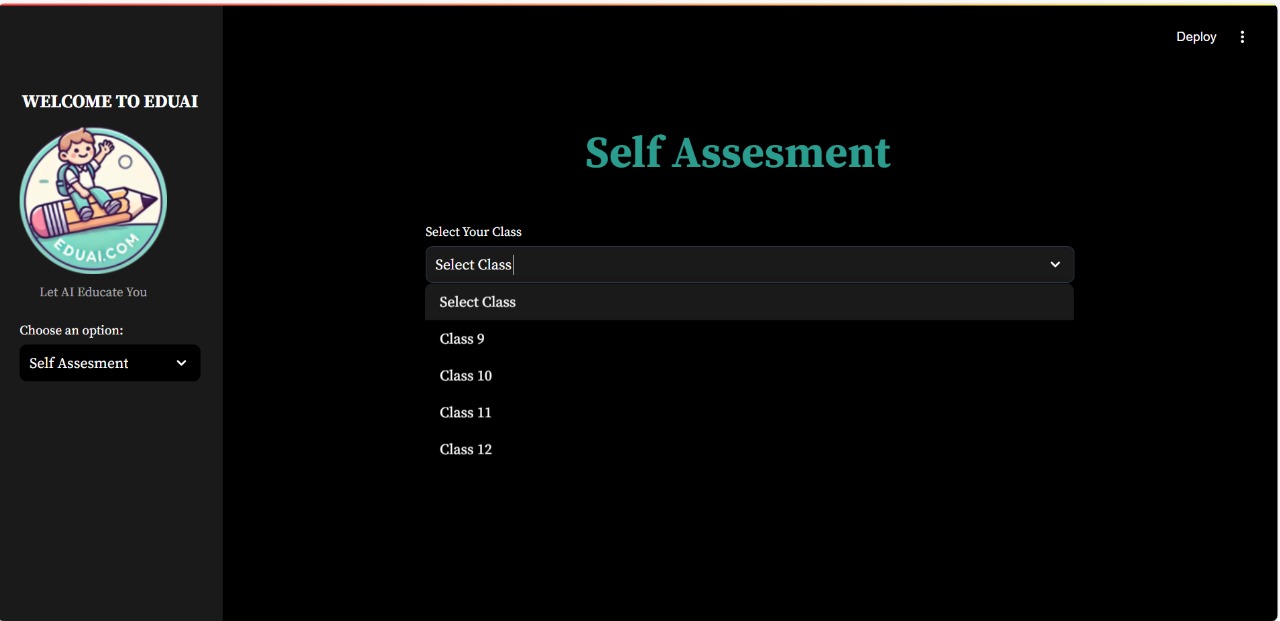 Deploy
WELCOME TO EDUAI
EDUAI.COM
Let AI Educate You
Choose an option:
Self Assesment
Self Assesment
Select Your Class
Select Class
Select Class
Class 9
Class 10
Class 11
Class 12